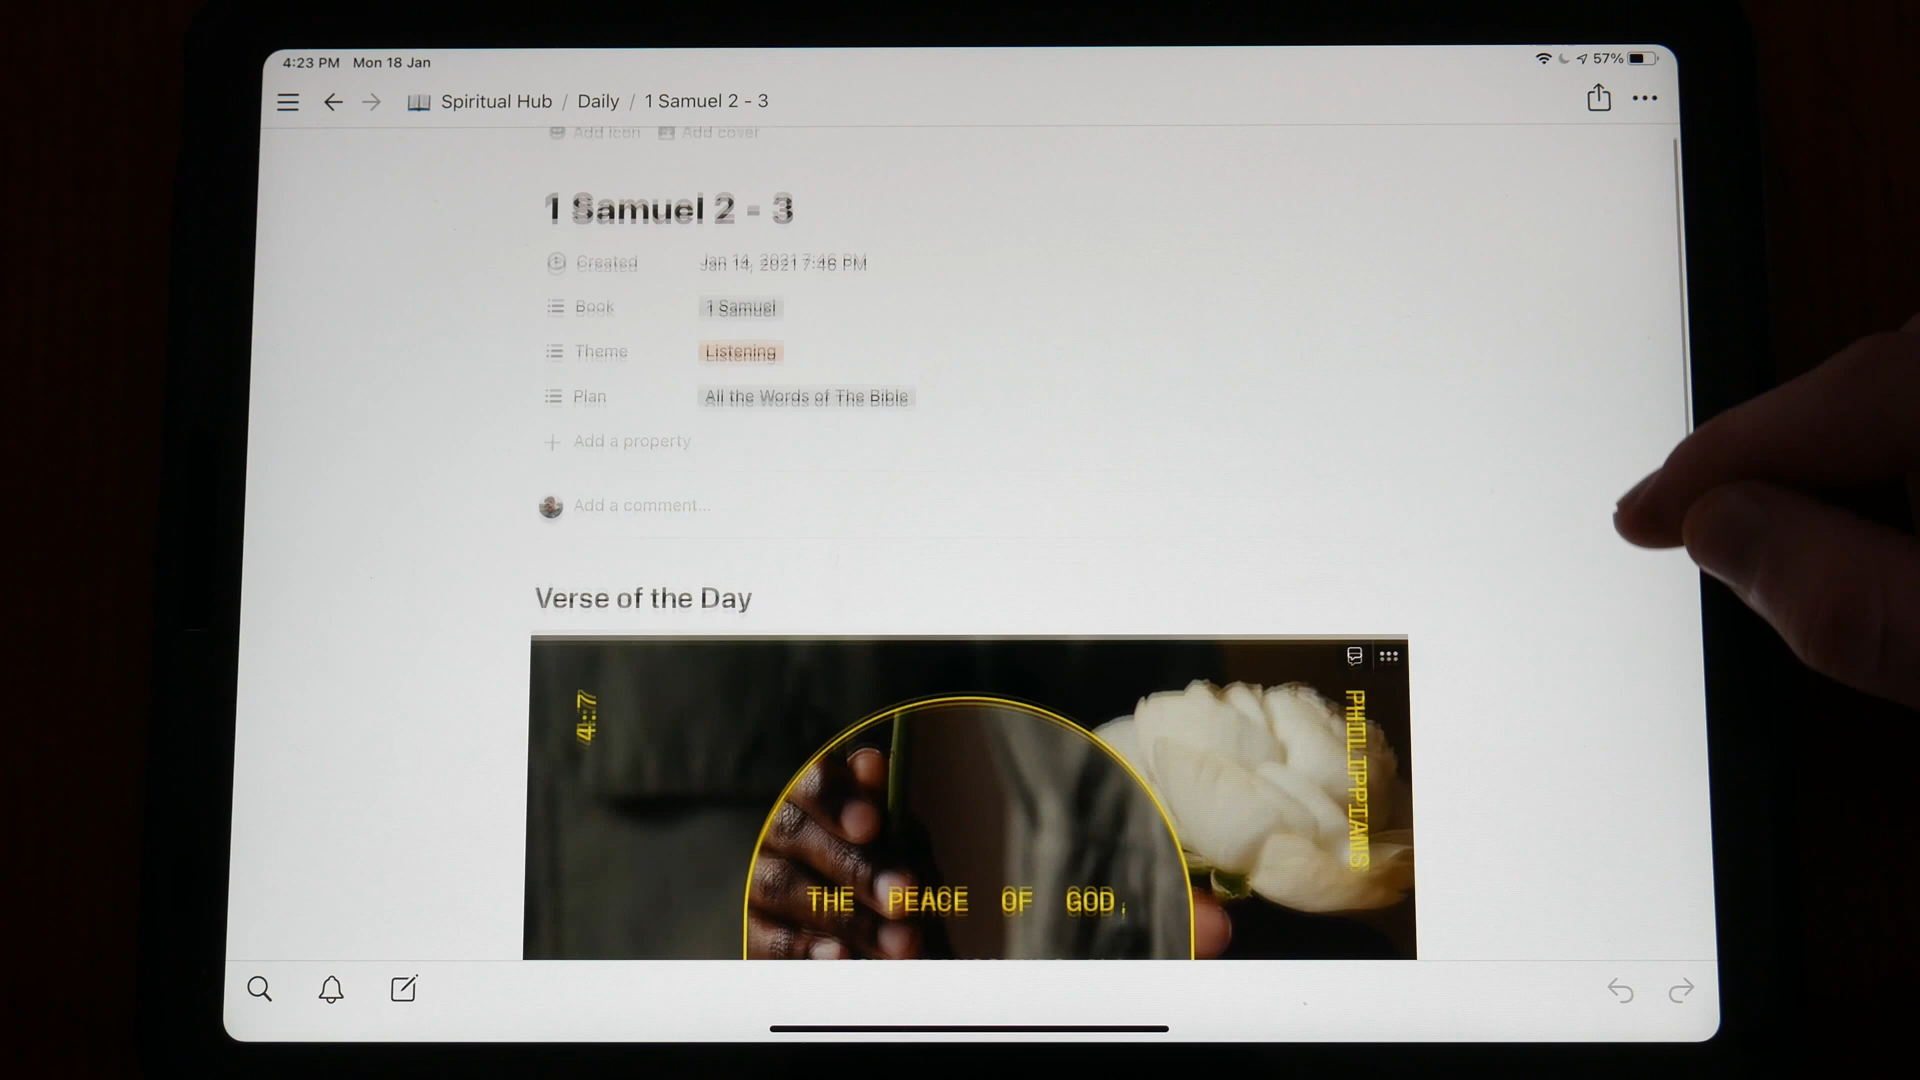 4:23 PM Mon 18 Jan
57%
Spiritual Hub / Daily / 1 Samuel 2 - 3
Add icon Add cover
1 Samuel 2 - 3
Created Jan 14, 2021 7:46 PM
Book 1 Samuel
Theme Listening
Plan All the Words of The Bible
Add a property
Add a comment...
Verse of the Day
4:7
PHILIPPIANS
THE PEACE OF GOD,